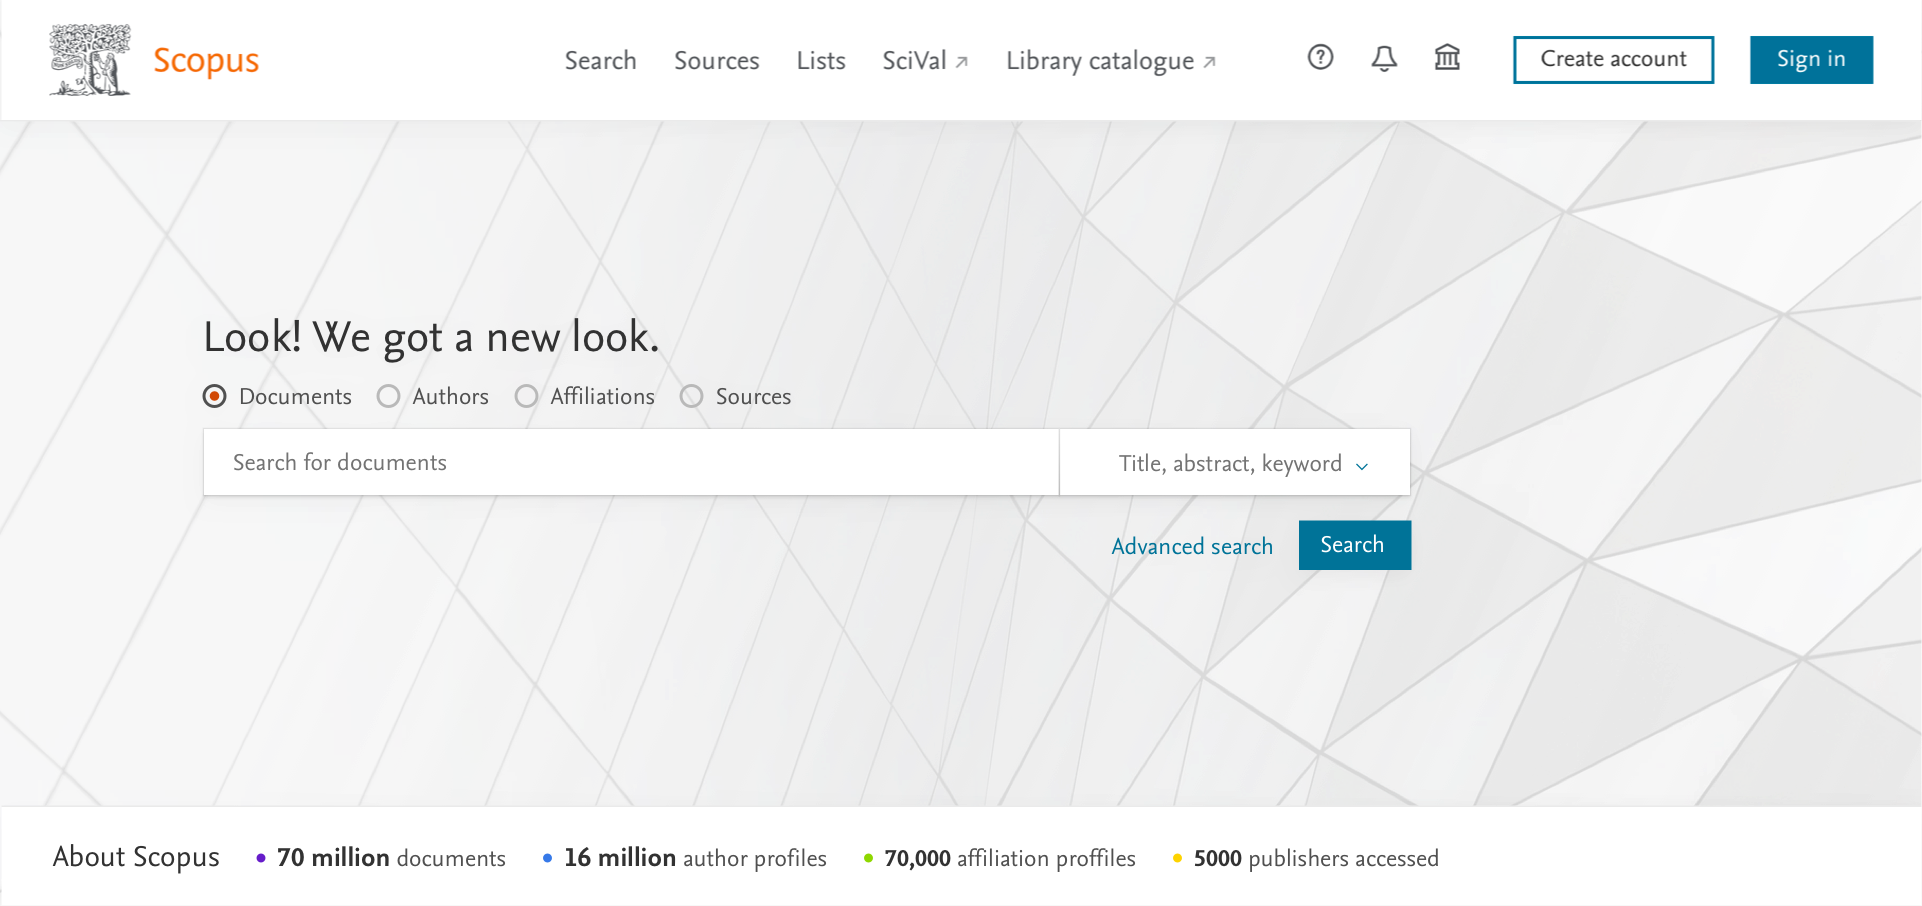 Scopus
Search Sources Lists SciVal ↗ Library catalogue ↗
Create account
Sign in
Look! We got a new look.
Documents Authors Affiliations Sources
Search for documents
Title, abstract, keyword
Advanced search
Search
About Scopus
70 million documents
16 million author profiles
70,000 affiliation proffiles
5000 publishers accessed